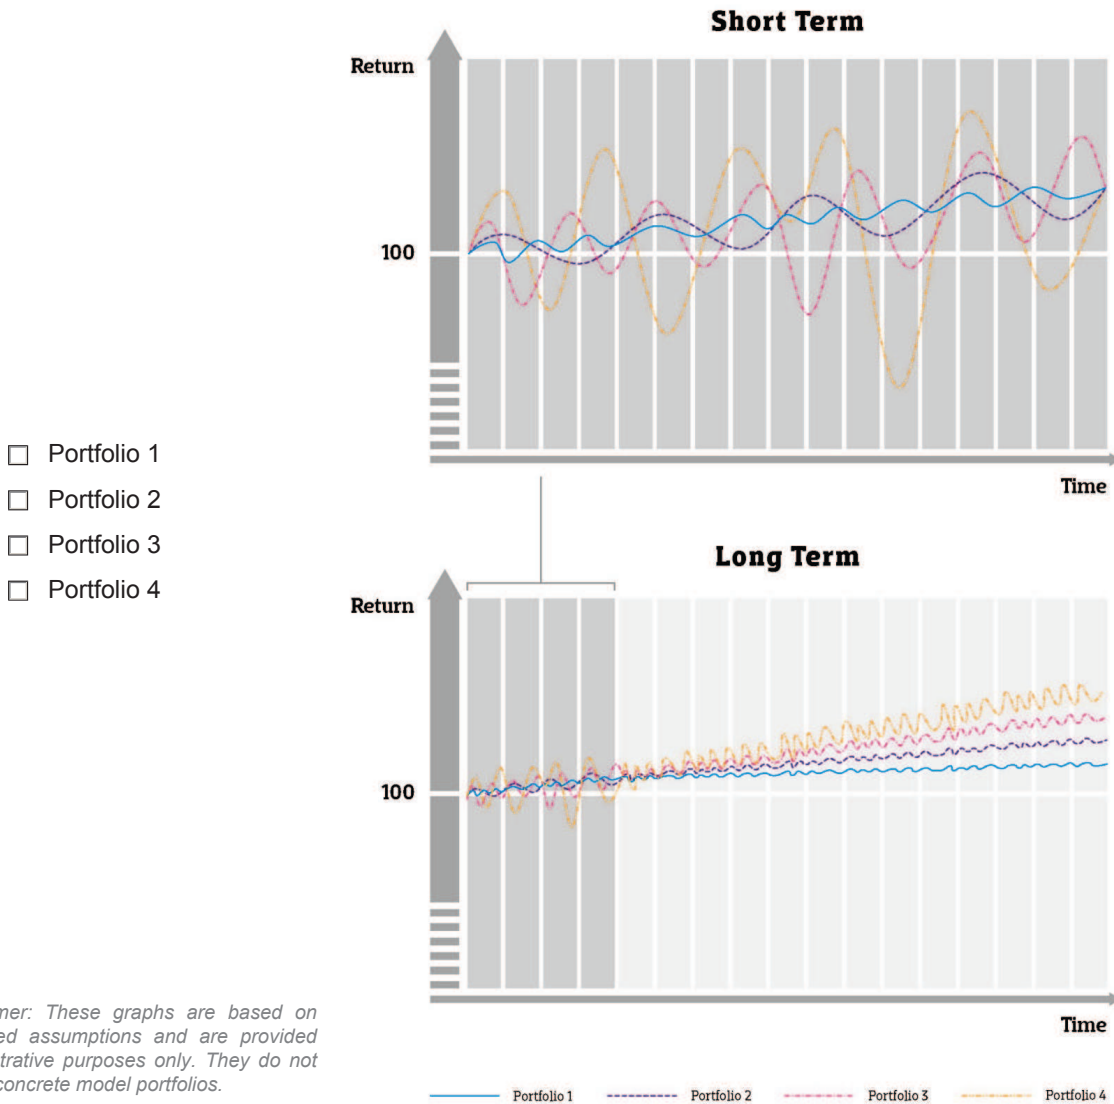 Short Term
Return
100
Portfolio 1
Portfolio 2
Portfolio 3
Portfolio 4
Time
Long Term
Return
100
mer: These graphs are based on
ed assumptions and are provided
trative purposes only. They do not
concrete model portfolios.
Time
Portfolio 1 Portfolio 2 Portfolio 3 Portfolio 4